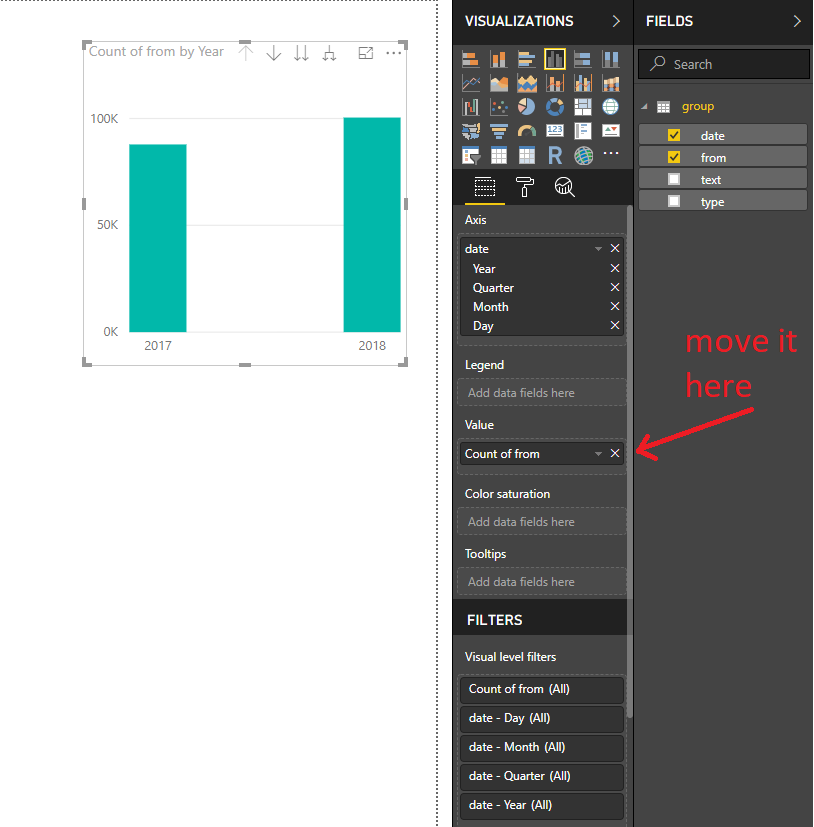 Count of from by Year
100K
50K
0K
2017
2018
VISUALIZATIONS
123
R
Axis
date
Year
Quarter
Month
Day
Legend
Add data fields here
Value
Count of from
Color saturation
Add data fields here
Tooltips
Add data fields here
FILTERS
Visual level filters
Count of from (All)
date - Day (All)
date - Month (All)
date - Quarter (All)
date - Year (All)
FIELDS
Search
group
date
from
text
type
move it
here